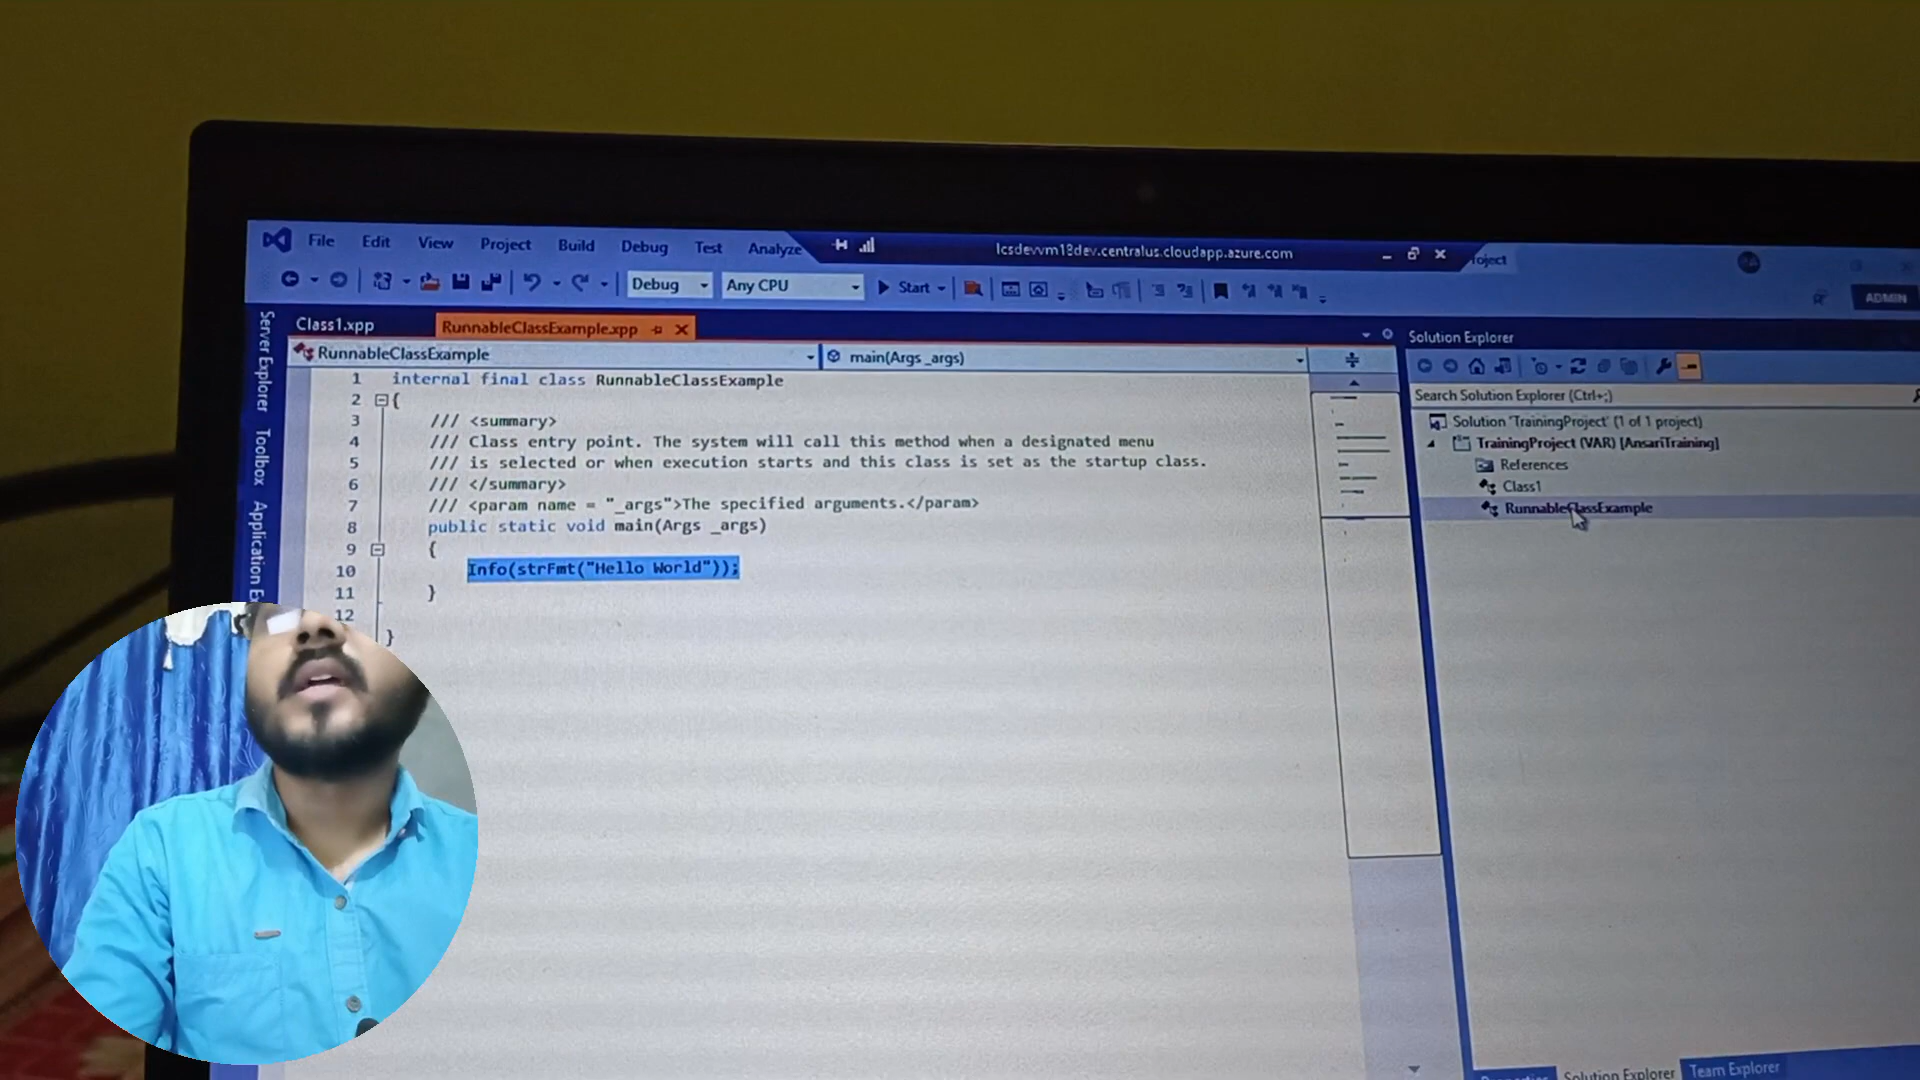 File Edit View Project Build Debug Test Analyze lcsdevvm18dev.centralus.cloudapp.azure.com roject
Debug Any CPU Start ADMIN
Server Explorer
Toolbox
Application Ex
Class1.xpp RunnableClassExample.xpp
RunnableClassExample main(Args _args)
1 internal final class RunnableClassExample
2 {
3 /// <summary>
4 /// Class entry point. The system will call this method when a designated menu
5 /// is selected or when execution starts and this class is set as the startup class.
6 /// </summary>
7 /// <param name = "_args">The specified arguments.</param>
8 public static void main(Args _args)
9 {
10 Info(strFmt("Hello World"));
11 }
12
}
Solution Explorer
Search Solution Explorer (Ctrl+;)
Solution 'TrainingProject' (1 of 1 project)
TrainingProject (VAR) [AnsariTraining]
References
Class1
RunnableClassExample
Solution Explorer Team Explorer